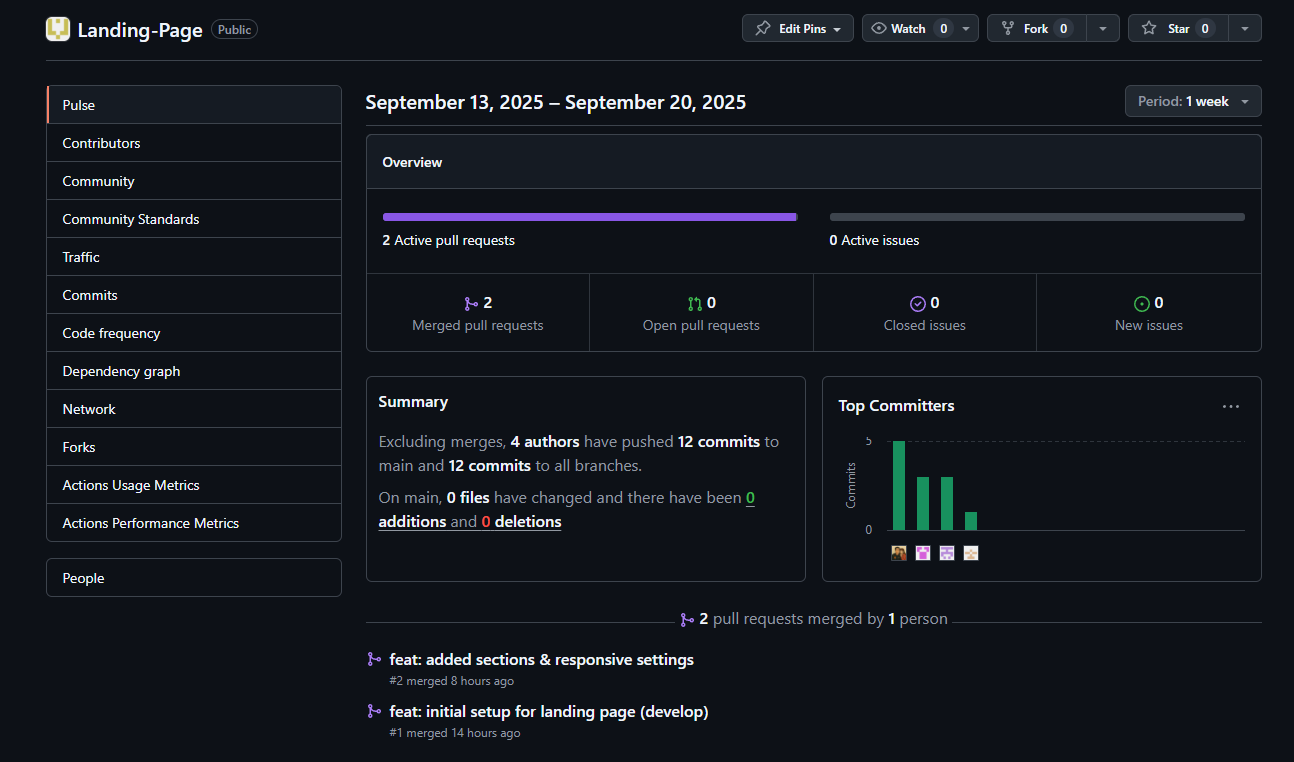 Landing-Page Public Edit Pins Watch 0 Fork 0 Star 0
Pulse
Contributors
Community
Community Standards
Traffic
Commits
Code frequency
Dependency graph
Network
Forks
Actions Usage Metrics
Actions Performance Metrics
People
September 13, 2025 – September 20, 2025 Period: 1 week
Overview
2 Active pull requests 0 Active issues
2 0 0 0
Merged pull requests Open pull requests Closed issues New issues
Summary
Excluding merges, 4 authors have pushed 12 commits to
main and 12 commits to all branches.
On main, 0 files have changed and there have been 0
additions and 0 deletions
Top Committers
5
Commits
0
2 pull requests merged by 1 person
feat: added sections & responsive settings
#2 merged 8 hours ago
feat: initial setup for landing page (develop)
#1 merged 14 hours ago